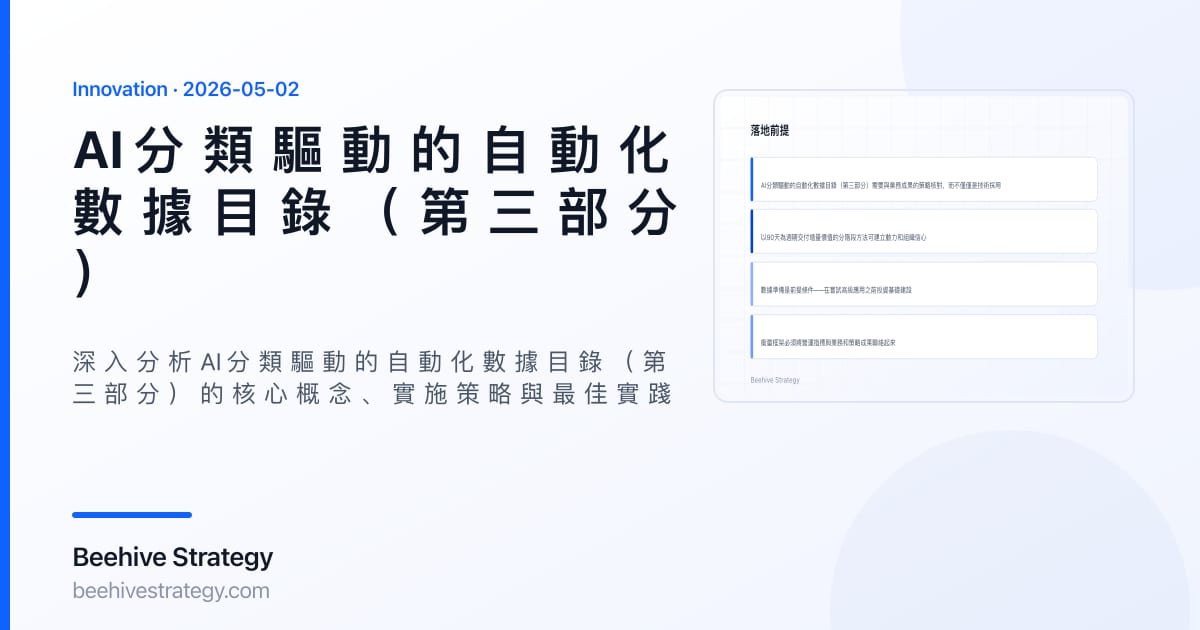 Innovation · 2026-05-02
AI分類驅動的自動化
數據目錄（第三部分
）
深入分析AI分類驅動的自動化數據目錄（第
三部分）的核心概念、實施策略與最佳實踐
Beehive Strategy
beehivestrategy.com
落地前提
AI分類驅動的自動化數據目錄（第三部分）需要與業務成果的策略核對，而不僅僅是技術採用
以90天為週期交付增量價值的分階段方法可建立動力和組織信心
數據準備是前提條件——在嘗試高級應用之前投資基礎建設
衡量框架必須將營運指標與業務和策略成果聯絡起來
Beehive Strategy